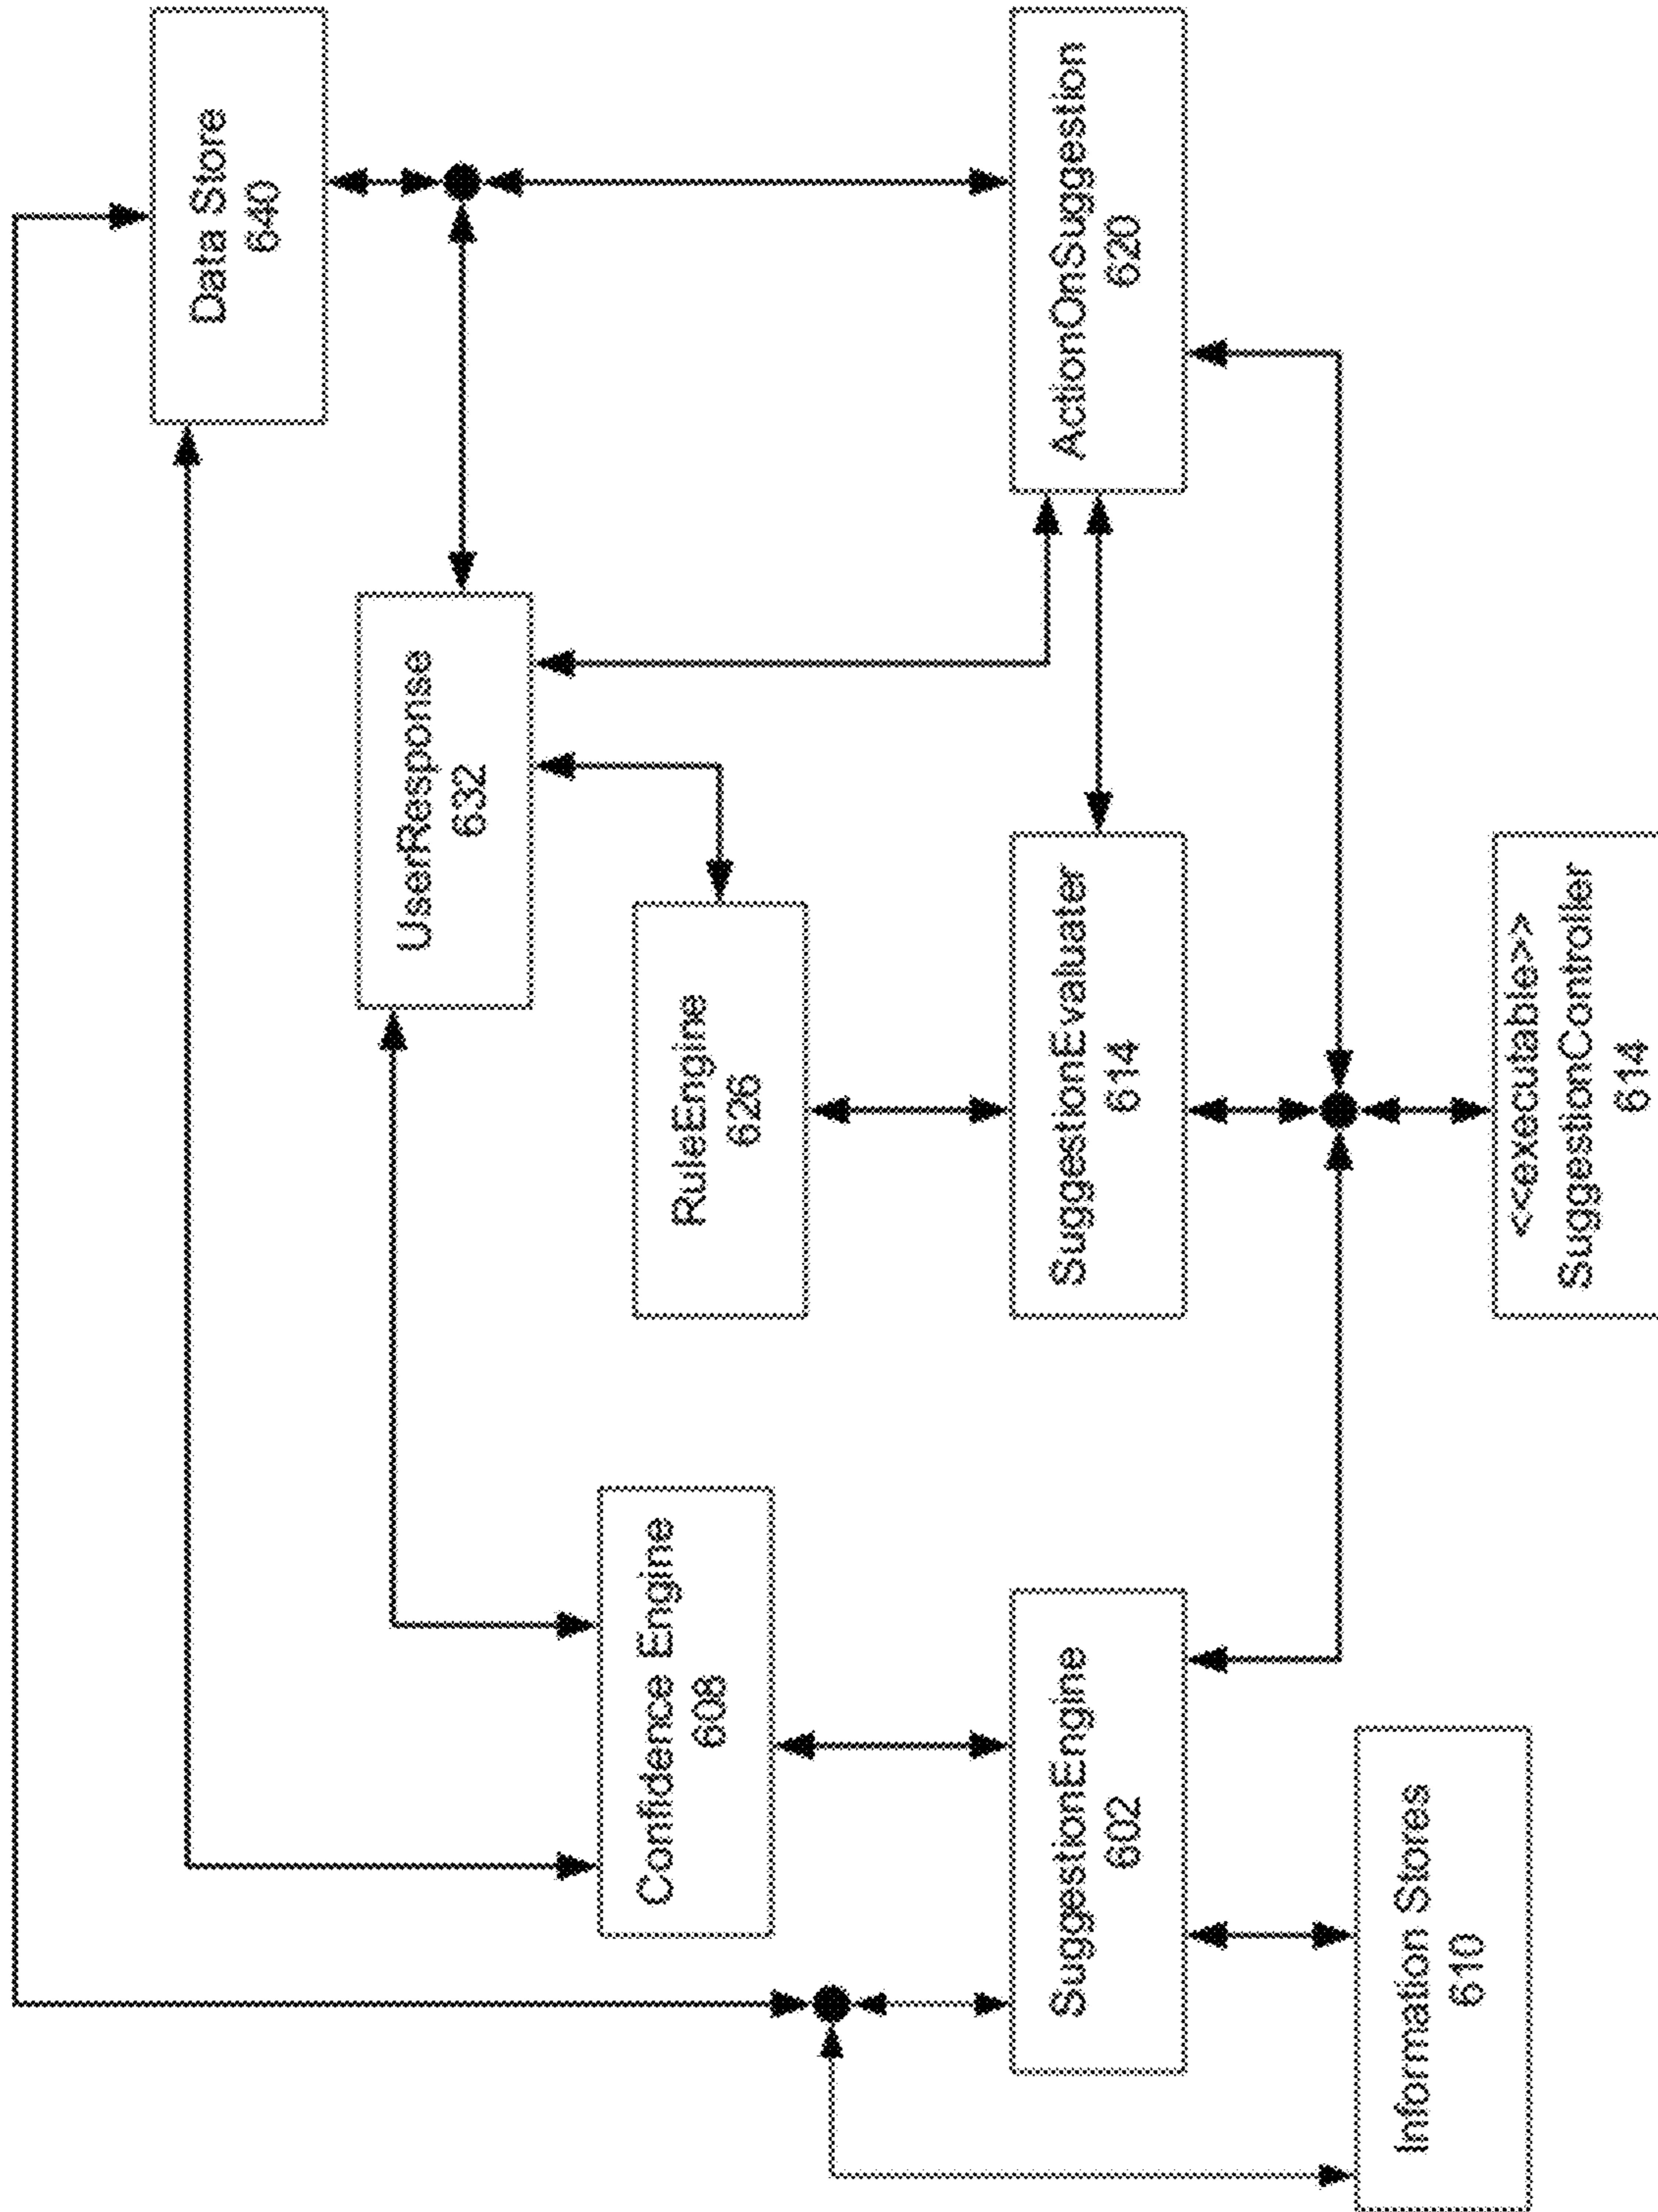 Data Store
640
UserResponse
632
Confidence Engine
608
RuleEngine
626
SuggestionEngine
602
SuggestionEvaluater
614
ActionOnSuggestion
620
Information Stores
610
<<executable>>
SuggestionController
614